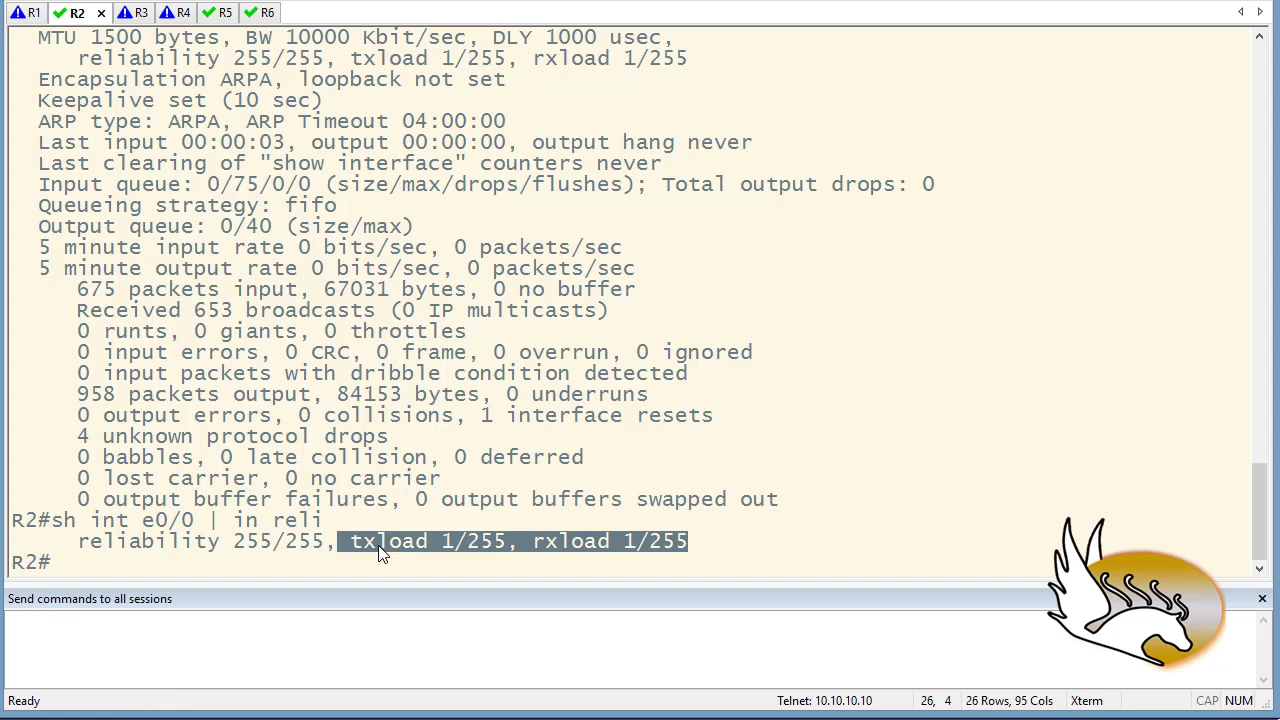 R1 R2 R3 R4 R5 R6
MTU 1500 bytes, BW 10000 Kbit/sec, DLY 1000 usec,
reliability 255/255, txload 1/255, rxload 1/255
Encapsulation ARPA, loopback not set
Keepalive set (10 sec)
ARP type: ARPA, ARP Timeout 04:00:00
Last input 00:00:03, output 00:00:00, output hang never
Last clearing of "show interface" counters never
Input queue: 0/75/0/0 (size/max/drops/flushes); Total output drops: 0
Queueing strategy: fifo
Output queue: 0/40 (size/max)
5 minute input rate 0 bits/sec, 0 packets/sec
5 minute output rate 0 bits/sec, 0 packets/sec
675 packets input, 67031 bytes, 0 no buffer
Received 653 broadcasts (0 IP multicasts)
0 runts, 0 giants, 0 throttles
0 input errors, 0 CRC, 0 frame, 0 overrun, 0 ignored
0 input packets with dribble condition detected
958 packets output, 84153 bytes, 0 underruns
0 output errors, 0 collisions, 1 interface resets
4 unknown protocol drops
0 babbles, 0 late collision, 0 deferred
0 lost carrier, 0 no carrier
0 output buffer failures, 0 output buffers swapped out
R2#sh int e0/0 | in reli
reliability 255/255, txload 1/255, rxload 1/255
R2#
Send commands to all sessions
Ready Telnet: 10.10.10.10 26, 4 26 Rows, 95 Cols Xterm CAP NUM